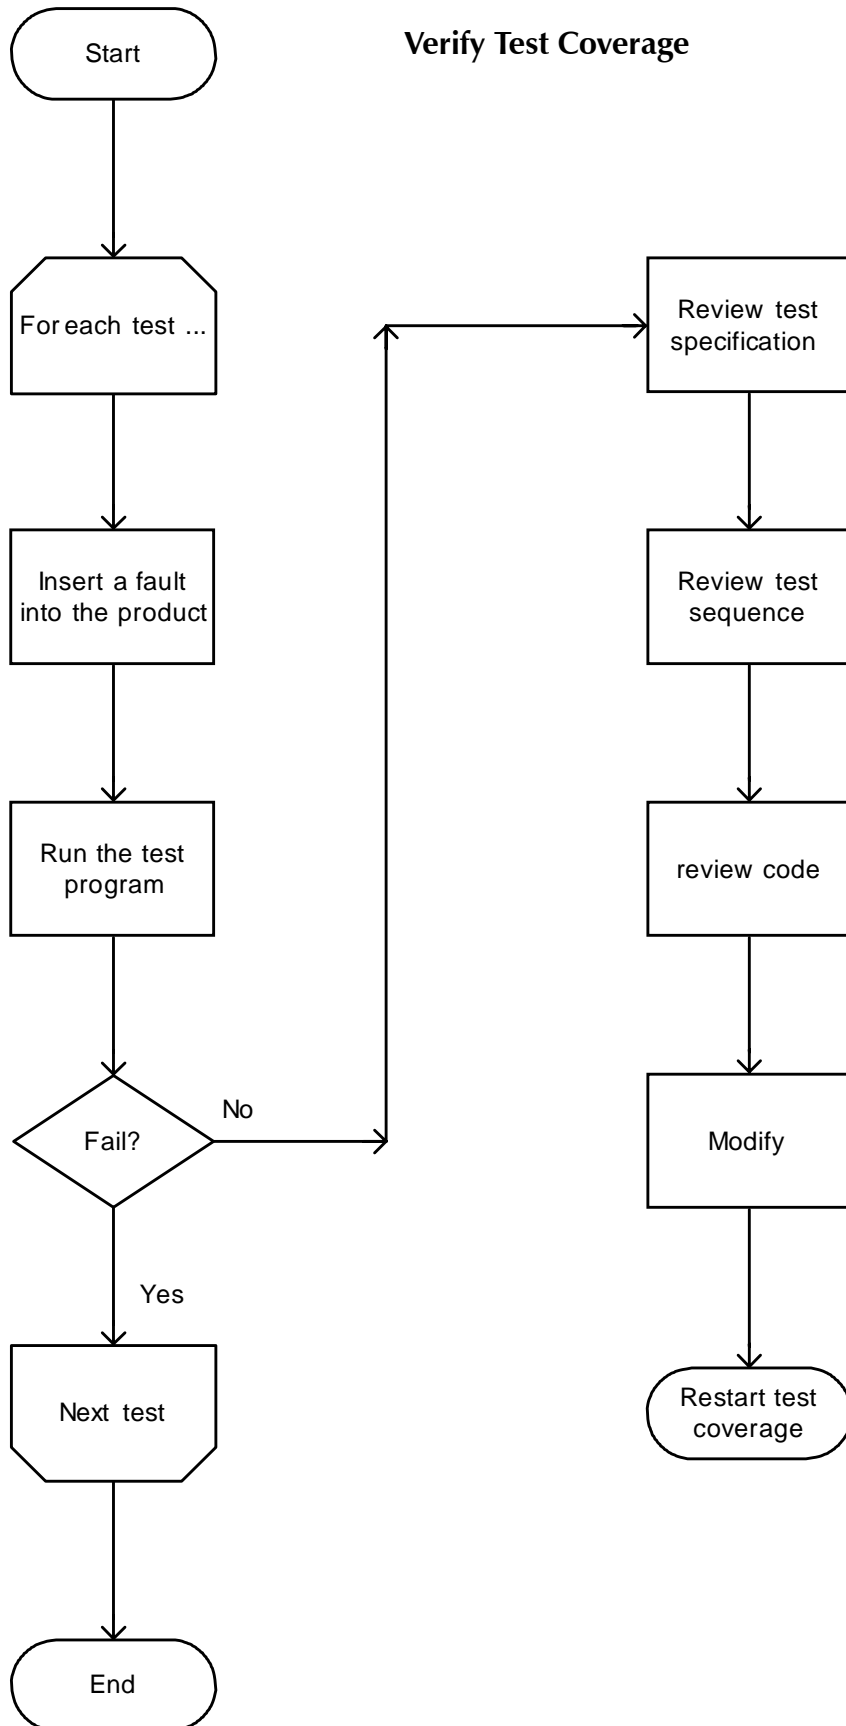 Verify Test Coverage
Start
For each test ...
Insert a fault
into the product
Run the test
program
Fail?
No
Yes
Next test
End
Review test
specification
Review test
sequence
review code
Modify
Restart test
coverage